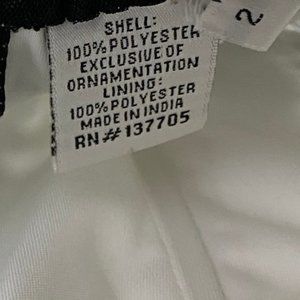 SHELL:
100% POLYESTER
EXCLUSIVE OF
ORNAMENTATION
LINING:
100% POLYESTER
MADE IN INDIA
RN# 137705
2